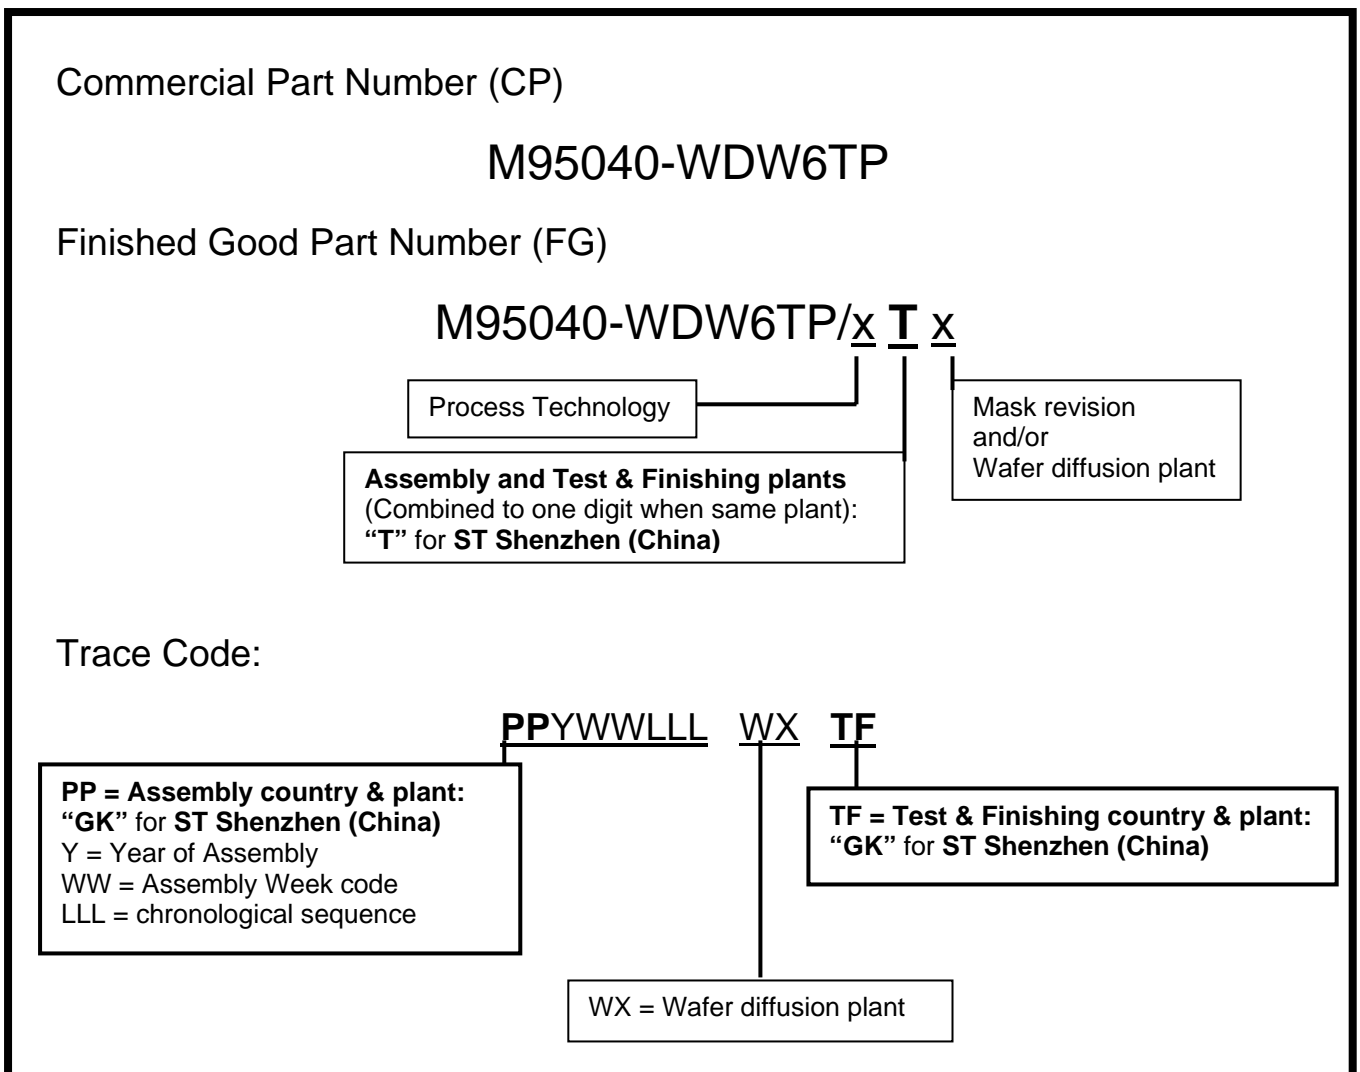 Commercial Part Number (CP)
M95040-WDW6TP
Finished Good Part Number (FG)
M95040-WDW6TP/x T x
Process Technology
Mask revision
and/or
Wafer diffusion plant
Assembly and Test & Finishing plants
(Combined to one digit when same plant):
“T” for ST Shenzhen (China)
Trace Code:
PPYWWLLL WX TF
PP = Assembly country & plant:
“GK” for ST Shenzhen (China)
Y = Year of Assembly
WW = Assembly Week code
LLL = chronological sequence
TF = Test & Finishing country & plant:
“GK” for ST Shenzhen (China)
WX = Wafer diffusion plant